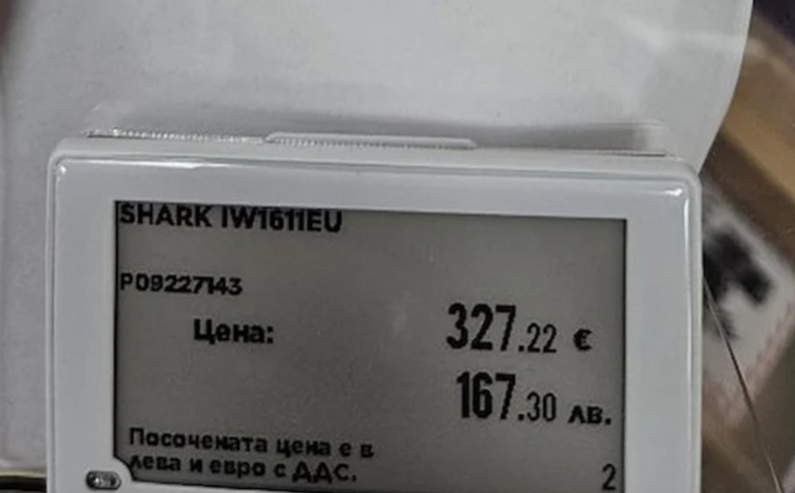 SHARK IW1611EU
P09227143
Цена: 327.22 €
167.30 лв.
Посочената цена е в
лева и евро с ДДС.
2